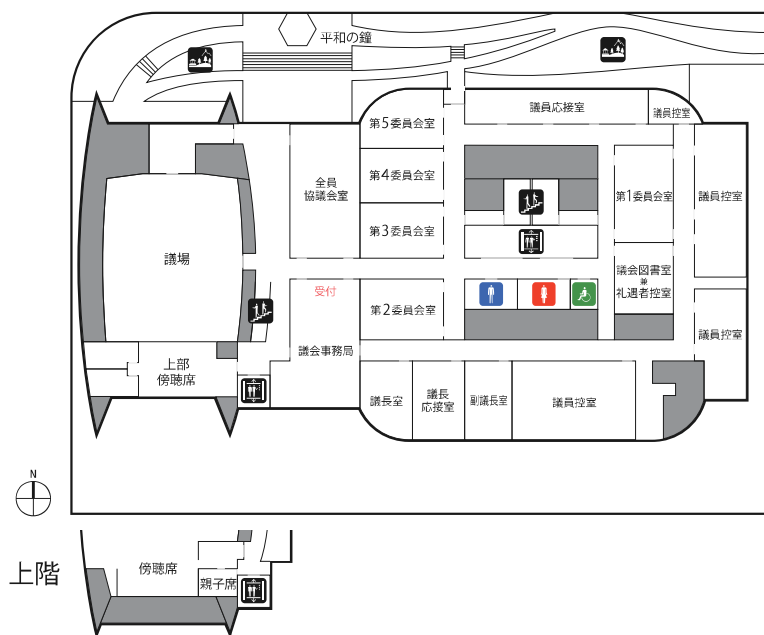 平和の鐘
議員応接室
議員控室
第5委員会室
全員
協議会室
第4委員会室
第1委員会室
議員控室
第3委員会室
議場
議会図書室
兼
礼遇者控室
受付
第2委員会室
議員控室
議会事務局
上部
傍聴席
議長室
議長
応接室
副議長室
議員控室
N
上階
傍聴席
親子席